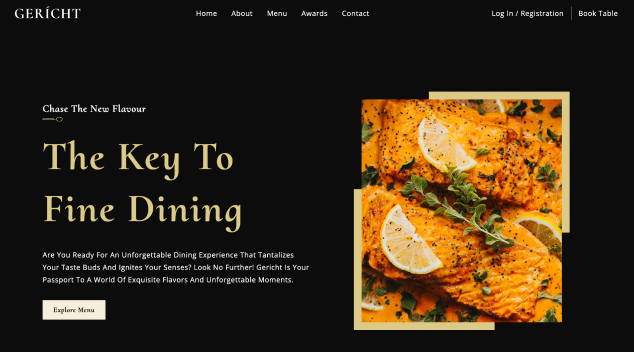 GERÍCHT
Home About Menu Awards Contact
Log In / Registration Book Table
Chase The New Flavour
The Key To
Fine Dining
Are You Ready For An Unforgettable Dining Experience That Tantalizes
Your Taste Buds And Ignites Your Senses? Look No Further! Gericht Is Your
Passport To A World Of Exquisite Flavors And Unforgettable Moments.
Explore Menu